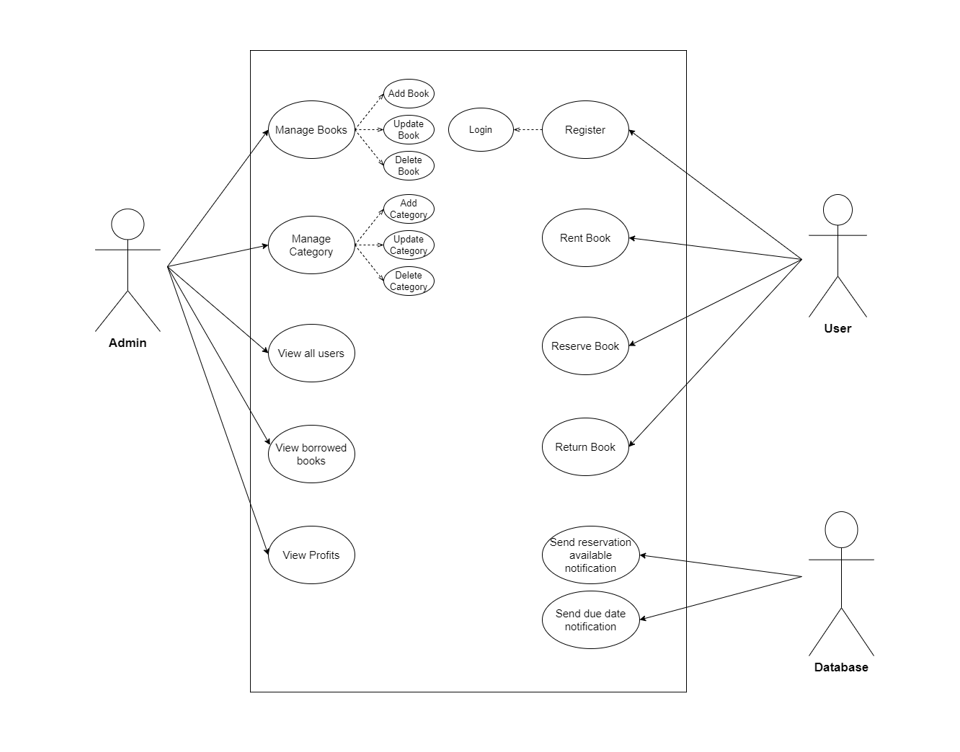 Add Book
Manage Books
Update
Book
Delete
Book
Login
Register
Add
Category
Manage
Category
Update
Category
Delete
Category
Rent Book
Admin
User
View all users
Reserve Book
View borrowed
books
Return Book
View Profits
Send reservation
available
notification
Send due date
notification
Database